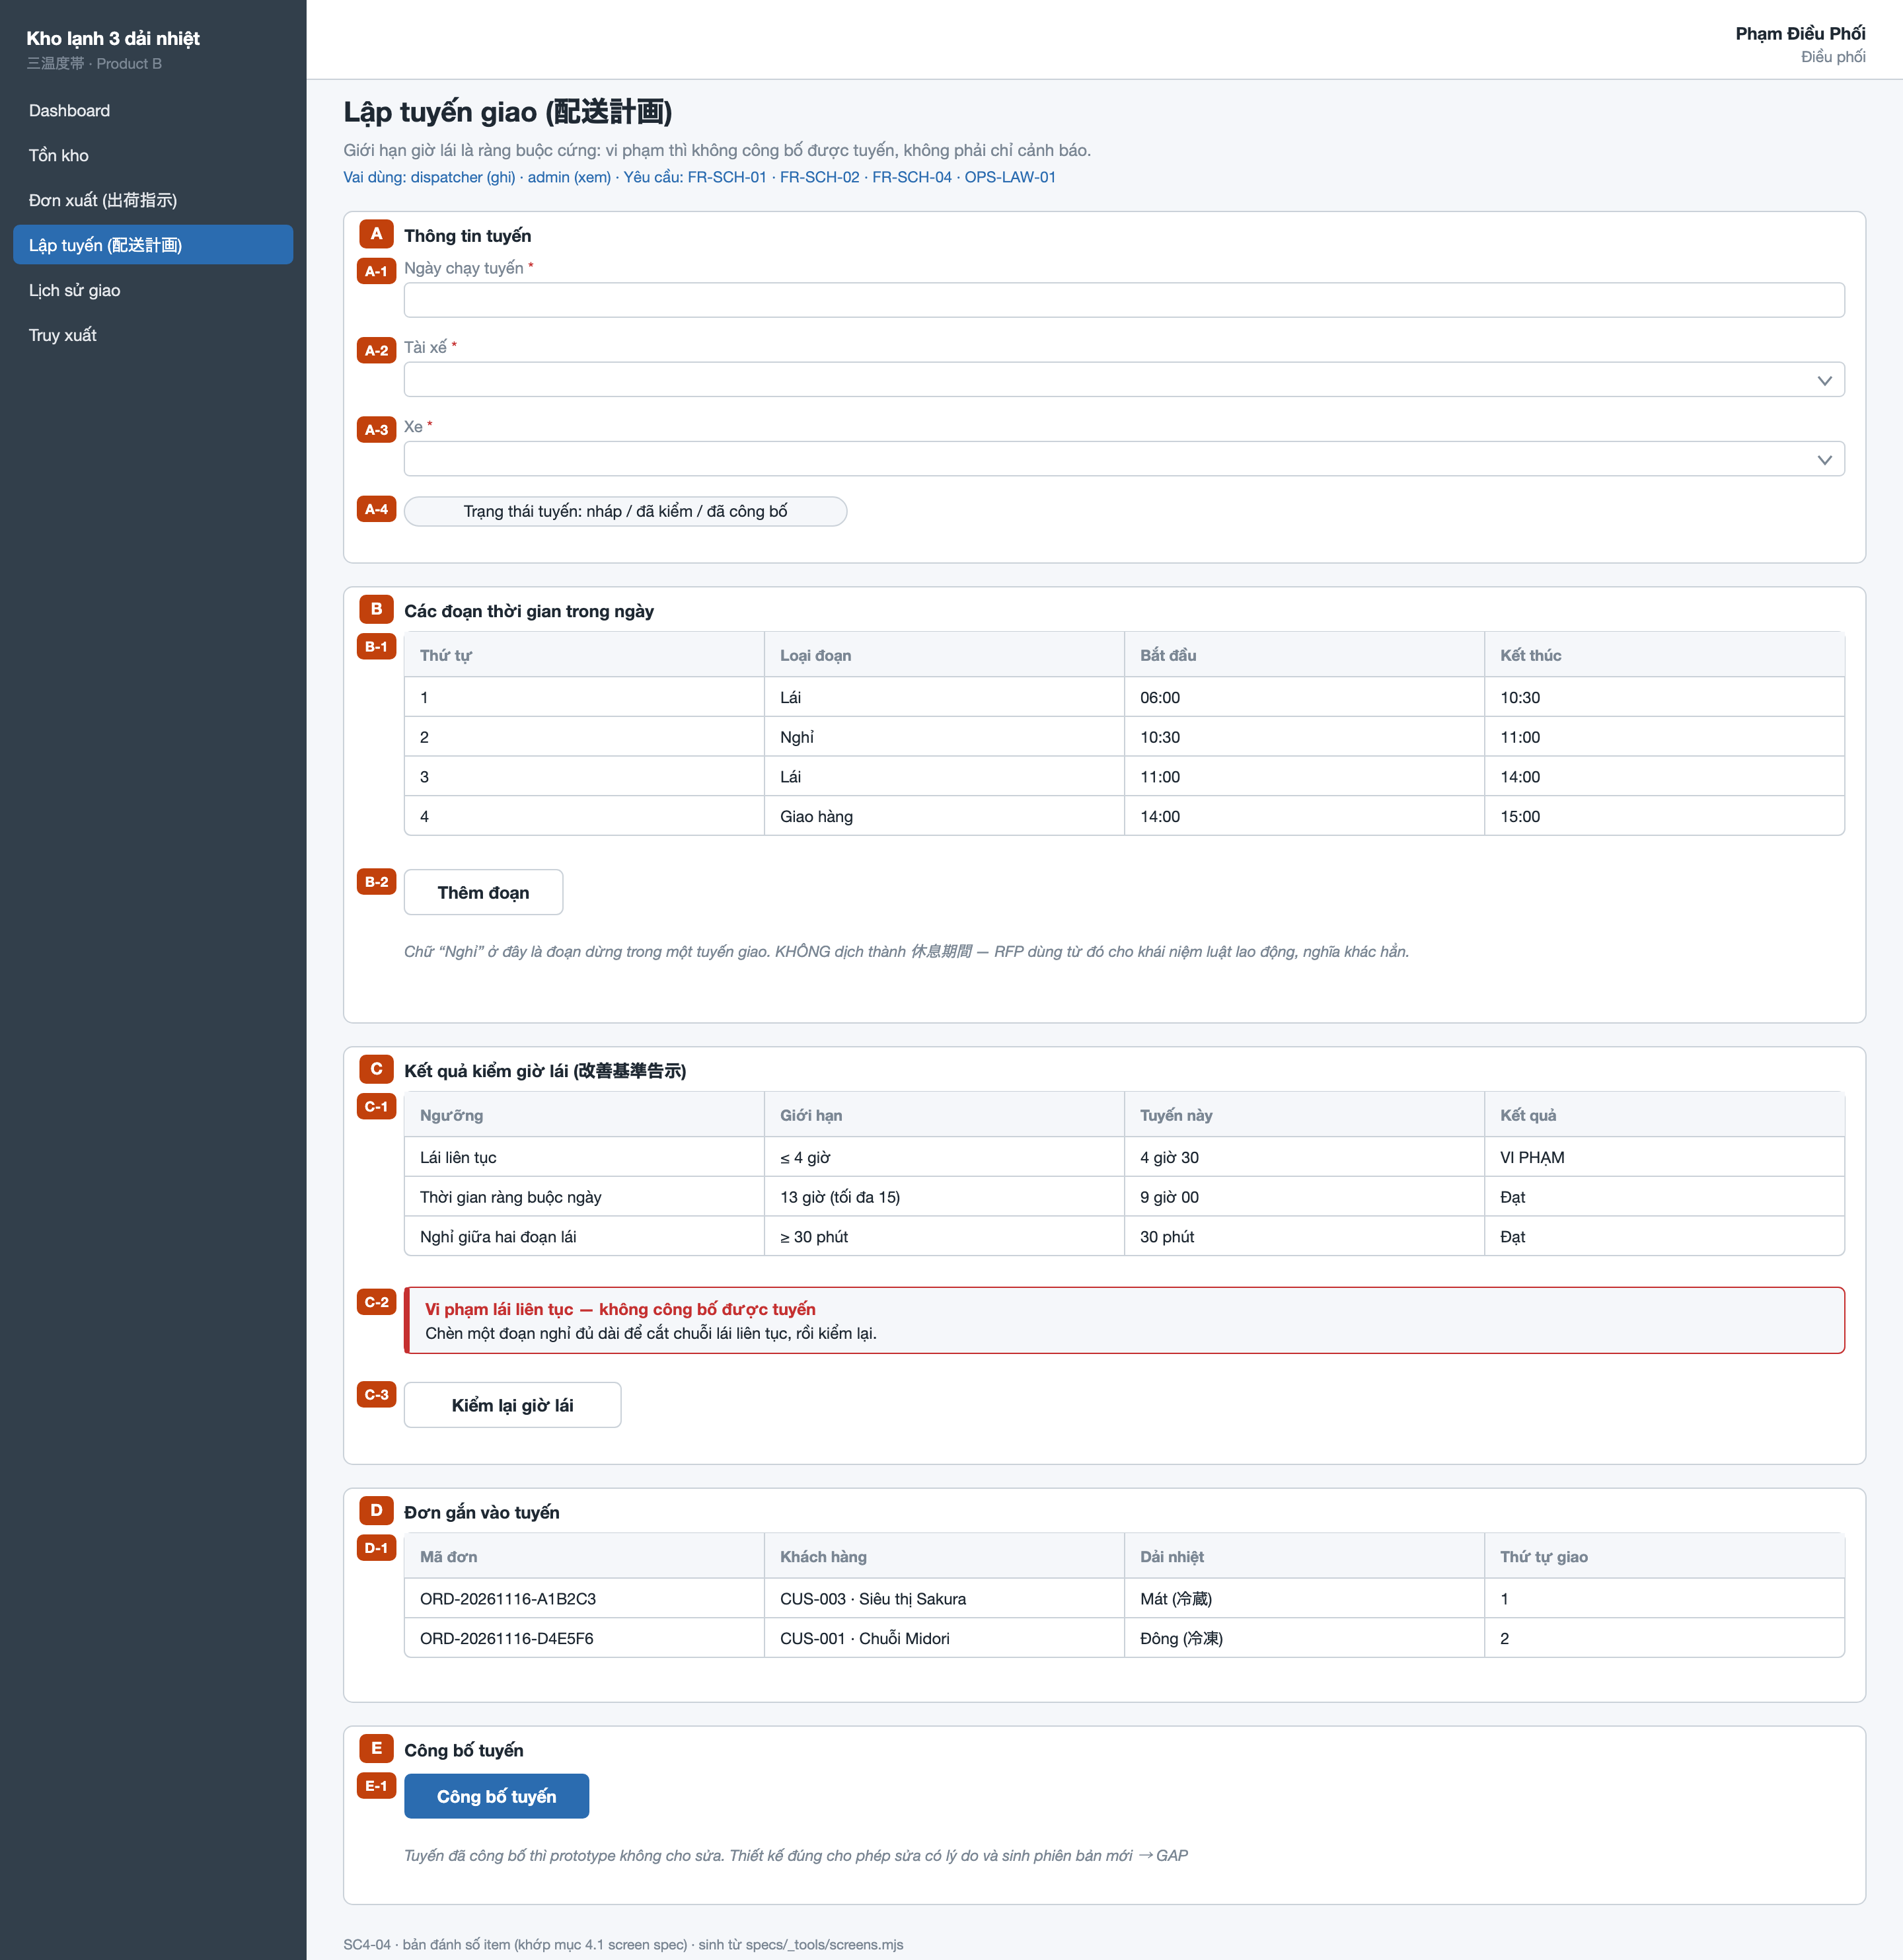 Kho lạnh 3 dải nhiệt
三温度帯 · Product B
Dashboard
Tồn kho
Đơn xuất (出荷指示)
Lập tuyến (配送計画)
Lịch sử giao
Truy xuất
Phạm Điều Phối
Điều phối
Lập tuyến giao (配送計画)
Giới hạn giờ lái là ràng buộc cứng: vi phạm thì không công bố được tuyến, không phải chỉ cảnh báo.
Vai dùng: dispatcher (ghi) · admin (xem) · Yêu cầu: FR-SCH-01 · FR-SCH-02 · FR-SCH-04 · OPS-LAW-01
A Thông tin tuyến
A-1 Ngày chạy tuyến *
A-2 Tài xế *
A-3 Xe *
A-4 Trạng thái tuyến: nháp / đã kiểm / đã công bố
B Các đoạn thời gian trong ngày
B-1 Thứ tự Loại đoạn Bắt đầu Kết thúc
1 Lái 06:00 10:30
2 Nghỉ 10:30 11:00
3 Lái 11:00 14:00
4 Giao hàng 14:00 15:00
B-2 Thêm đoạn
Chữ “Nghỉ” ở đây là đoạn dừng trong một tuyến giao. KHÔNG dịch thành 休息期間 — RFP dùng từ đó cho khái niệm luật lao động, nghĩa khác hẳn.
C Kết quả kiểm giờ lái (改善基準告示)
C-1 Ngưỡng Giới hạn Tuyến này Kết quả
Lái liên tục ≤ 4 giờ 4 giờ 30 VI PHẠM
Thời gian ràng buộc ngày 13 giờ (tối đa 15) 9 giờ 00 Đạt
Nghỉ giữa hai đoạn lái ≥ 30 phút 30 phút Đạt
C-2 Vi phạm lái liên tục — không công bố được tuyến
Chèn một đoạn nghỉ đủ dài để cắt chuỗi lái liên tục, rồi kiểm lại.
C-3 Kiểm lại giờ lái
D Đơn gắn vào tuyến
D-1 Mã đơn Khách hàng Dải nhiệt Thứ tự giao
ORD-20261116-A1B2C3 CUS-003 · Siêu thị Sakura Mát (冷蔵) 1
ORD-20261116-D4E5F6 CUS-001 · Chuỗi Midori Đông (冷凍) 2
E Công bố tuyến
E-1 Công bố tuyến
Tuyến đã công bố thì prototype không cho sửa. Thiết kế đúng cho phép sửa có lý do và sinh phiên bản mới → GAP
SC4-04 · bản đánh số item (khớp mục 4.1 screen spec) · sinh từ specs/_tools/screens.mjs